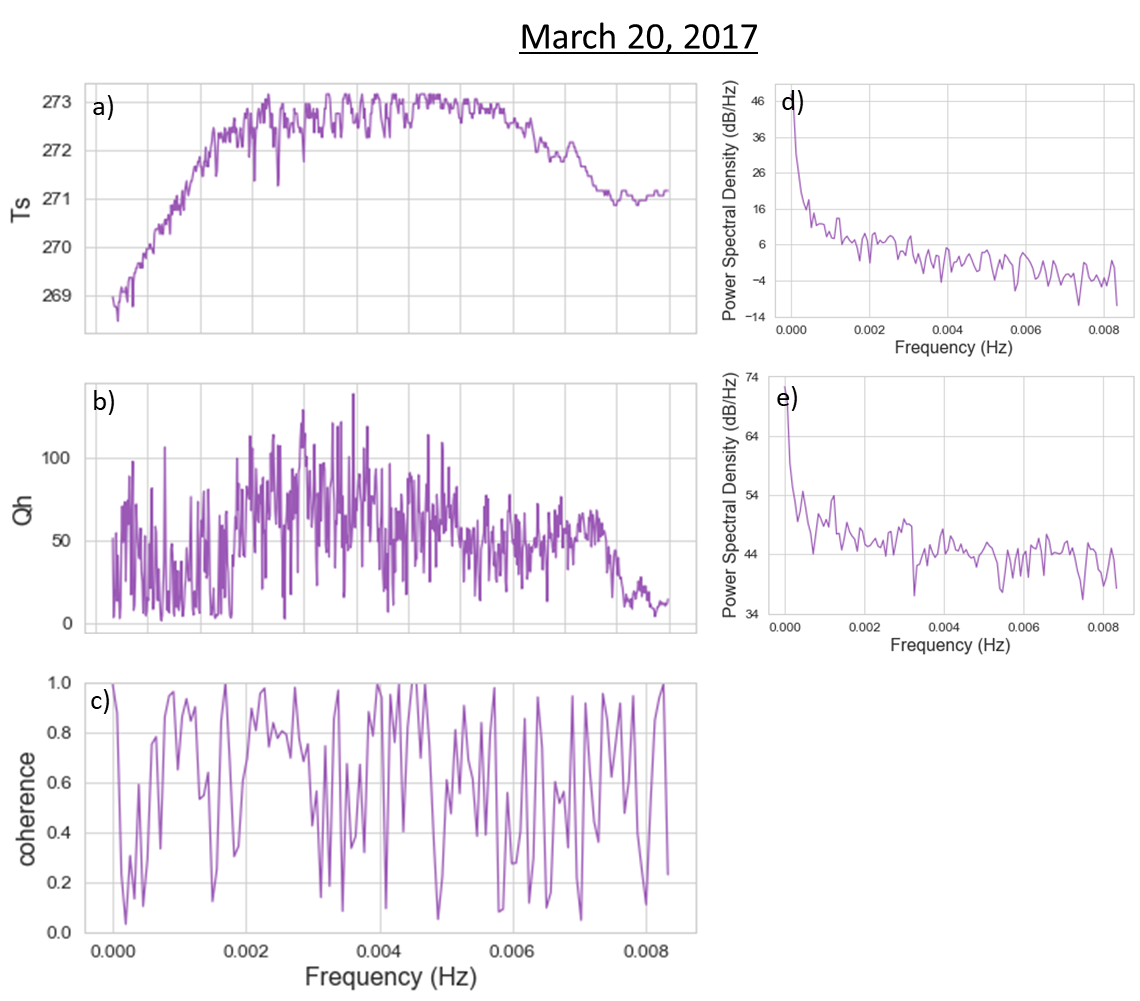 March 20, 2017
a)
273
272
271
270
269
Ts
b)
100
50
0
Qh
c)
1.0
0.8
0.6
0.4
0.2
0.0
coherence
0.000 0.002 0.004 0.006 0.008
Frequency (Hz)
d)
46
36
26
16
6
−4
−14
Power Spectral Density (dB/Hz)
0.000 0.002 0.004 0.006 0.008
Frequency (Hz)
e)
74
64
54
44
34
Power Spectral Density (dB/Hz)
0.000 0.002 0.004 0.006 0.008
Frequency (Hz)